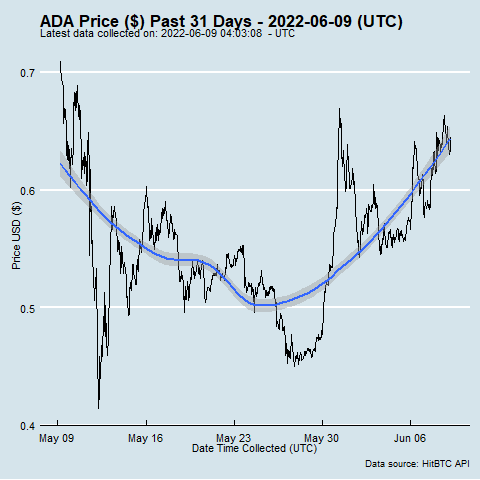 ADA Price ($) Past 31 Days - 2022-06-09 (UTC)
Latest data collected on: 2022-06-09 04:03:08 - UTC
Price USD ($)
0.7
0.6
0.5
0.4
May 09 May 16 May 23 May 30 Jun 06
Date Time Collected (UTC)
Data source: HitBTC API